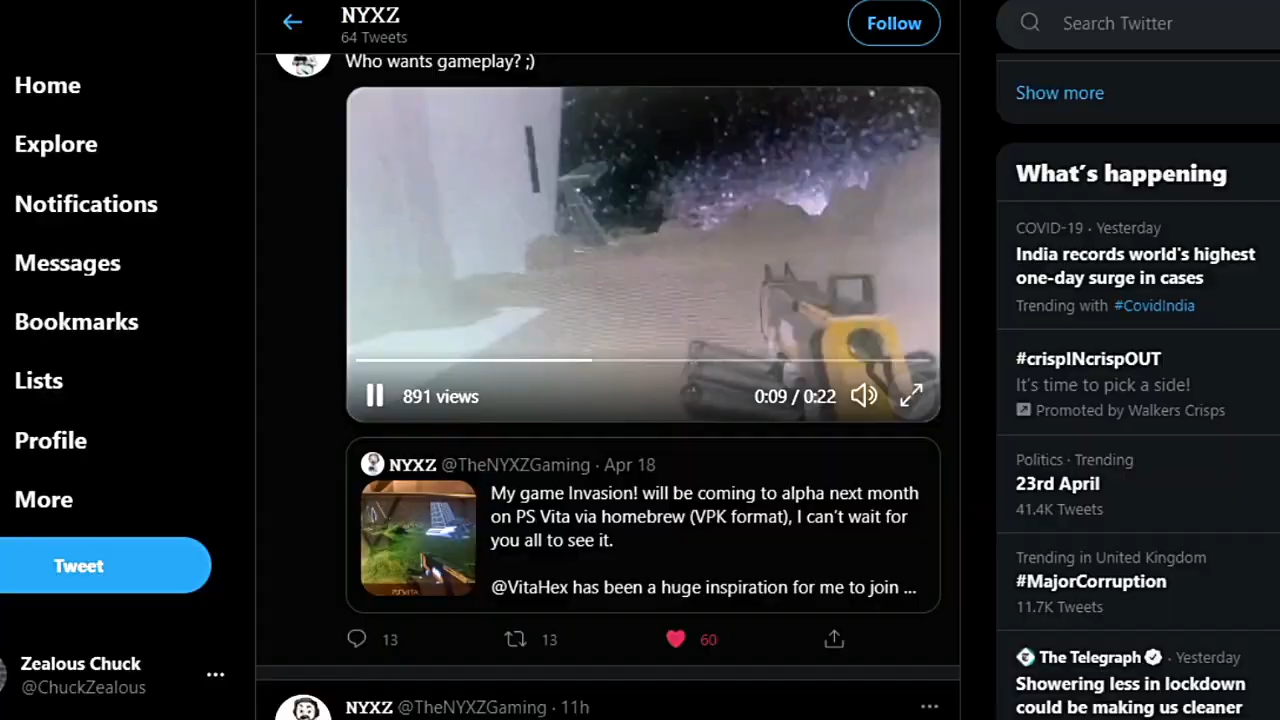 Home
Explore
Notifications
Messages
Bookmarks
Lists
Profile
More
Tweet
Zealous Chuck
@ChuckZealous
NYXZ
64 Tweets
Follow
Who wants gameplay? ;)
891 views
0:09 / 0:22
NYXZ @TheNYXZGaming · Apr 18
My game Invasion! will be coming to alpha next month
on PS Vita via homebrew (VPK format), I can't wait for
you all to see it.
@VitaHex has been a huge inspiration for me to join ...
PSVITA
13
13
60
NYXZ @TheNYXZGaming · 11h
Search Twitter
Show more
What's happening
COVID-19 · Yesterday
India records world's highest
one-day surge in cases
Trending with #CovidIndia
#crispINcrispOUT
It's time to pick a side!
Promoted by Walkers Crisps
Politics · Trending
23rd April
41.4K Tweets
Trending in United Kingdom
#MajorCorruption
11.7K Tweets
The Telegraph · Yesterday
Showering less in lockdown
could be making us cleaner